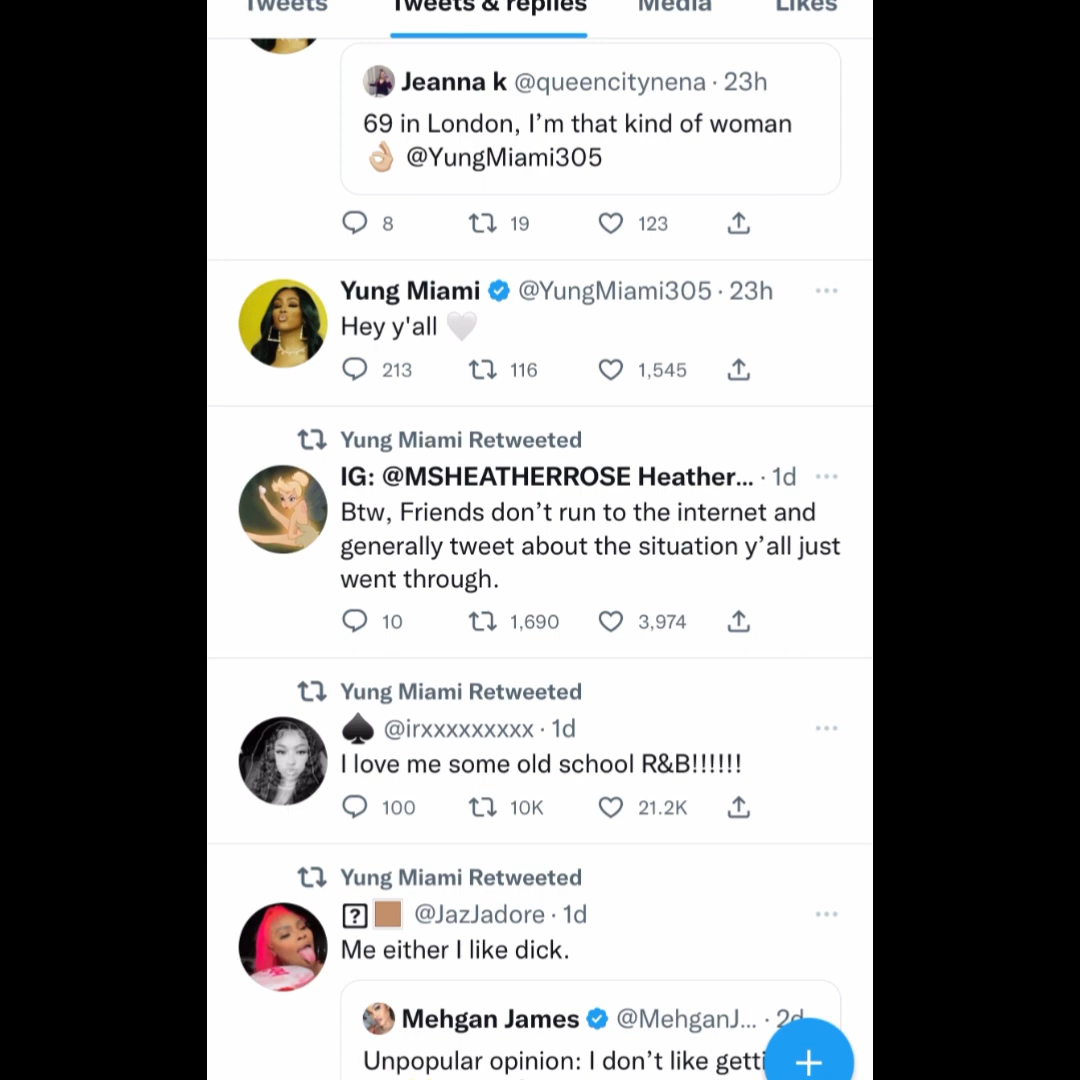 Tweets Tweets & replies Media Likes
Jeanna k @queencitynena · 23h
69 in London, I’m that kind of woman
👌🏼 @YungMiami305
8 19 123
Yung Miami @YungMiami305 · 23h
Hey y'all 🤍
213 116 1,545
Yung Miami Retweeted
IG: @MSHEATHERROSE Heather... · 1d
Btw, Friends don’t run to the internet and
generally tweet about the situation y’all just
went through.
10 1,690 3,974
Yung Miami Retweeted
♠️ @irxxxxxxxxx · 1d
I love me some old school R&B!!!!!!
100 10K 21.2K
Yung Miami Retweeted
@JazJadore · 1d
Me either I like dick.
Mehgan James @MehganJ... · 2d
Unpopular opinion: I don’t like